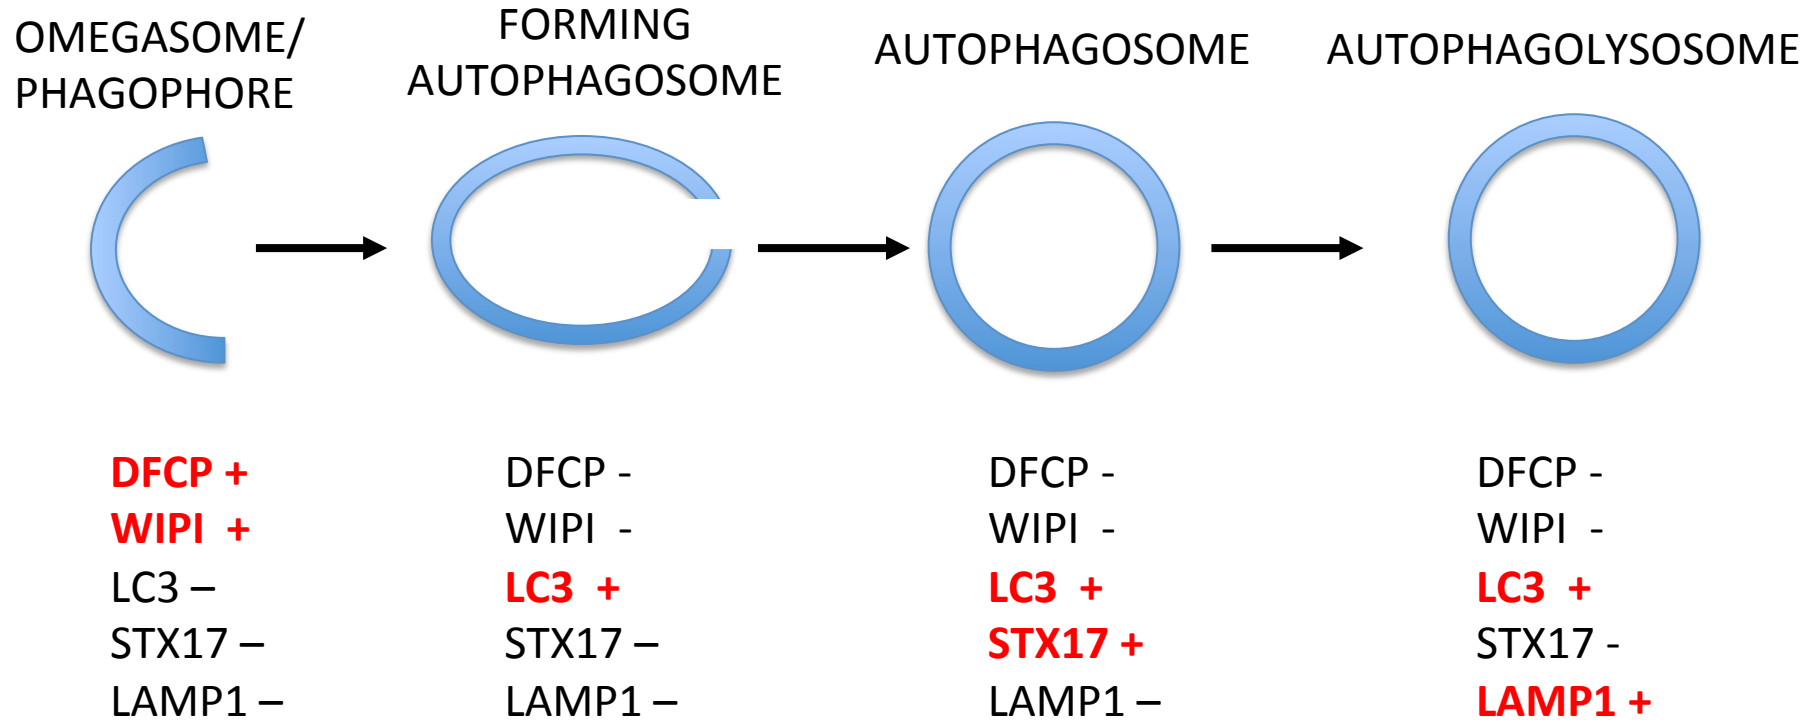 OMEGASOME/
PHAGOPHORE
FORMING
AUTOPHAGOSOME
AUTOPHAGOSOME
AUTOPHAGOLYSOSOME
DFCP +
WIPI +
LC3 –
STX17 –
LAMP1 –
DFCP -
WIPI -
LC3 +
STX17 –
LAMP1 –
DFCP -
WIPI -
LC3 +
STX17 +
LAMP1 –
DFCP -
WIPI -
LC3 +
STX17 -
LAMP1 +